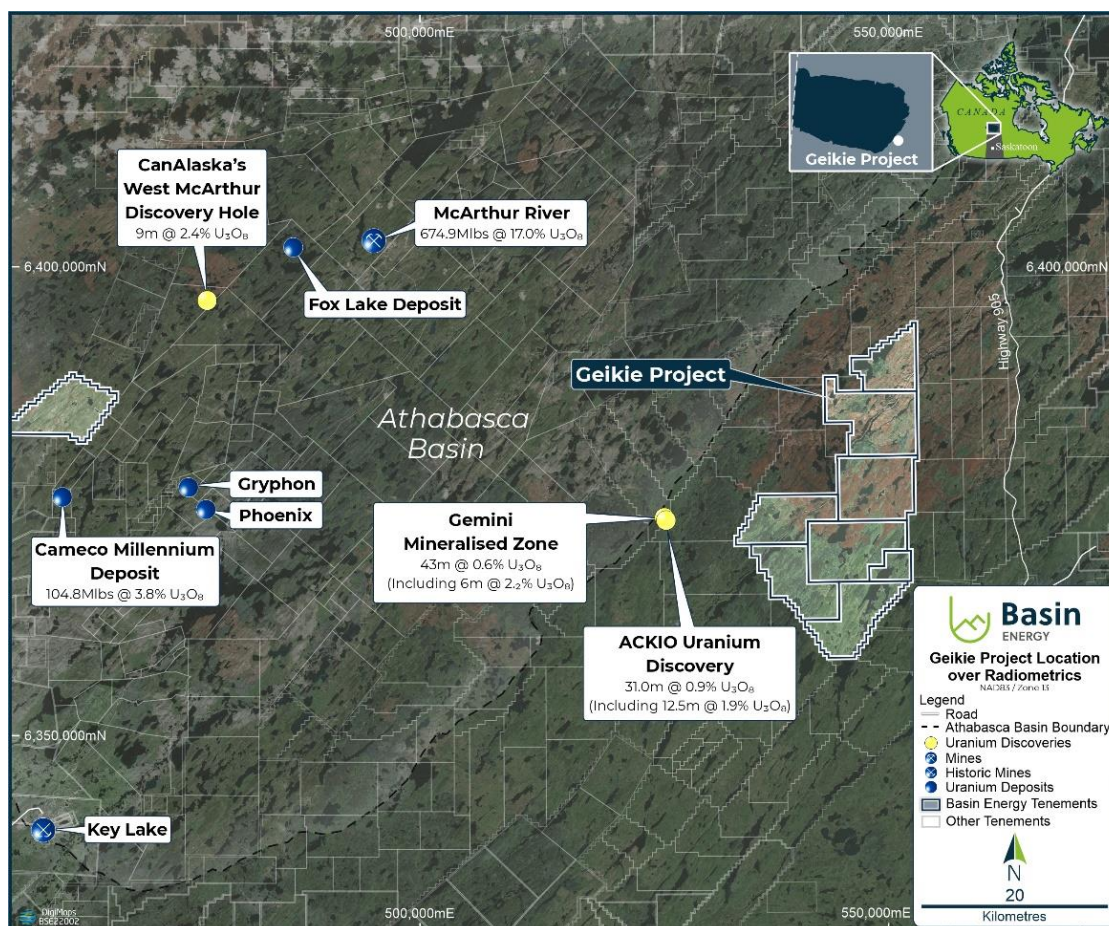 500,000mE
550,000mE
CANADA
Saskatoon
Geikie Project
CanAlaska's
West McArthur
Discovery Hole
9m @ 2.4% U₃O₈
McArthur River
674.9Mlbs @ 17.0% U₃O₈
6,400,000mN
6,400,000mN
Fox Lake Deposit
Highway 905
Geikie Project
Athabasca
Basin
Gryphon
Phoenix
Cameco Millennium
Deposit
104.8Mlbs @ 3.8% U₃O₈
Gemini
Mineralised Zone
43m @ 0.6% U₃O₈
(Including 6m @ 2.2% U₃O₈)
ACKIO Uranium
Discovery
31.0m @ 0.9% U₃O₈
(Including 12.5m @ 1.9% U₃O₈)
6,350,000mN
Key Lake
Basin
ENERGY
Geikie Project Location
over Radiometrics
NAD83 / Zone 13
Legend
Road
Athabasca Basin Boundary
Uranium Discoveries
Mines
Historic Mines
Uranium Deposits
Basin Energy Tenements
Other Tenements
N
20
Kilometres
DigiMaps
BSE22002
500,000mE
550,000mE